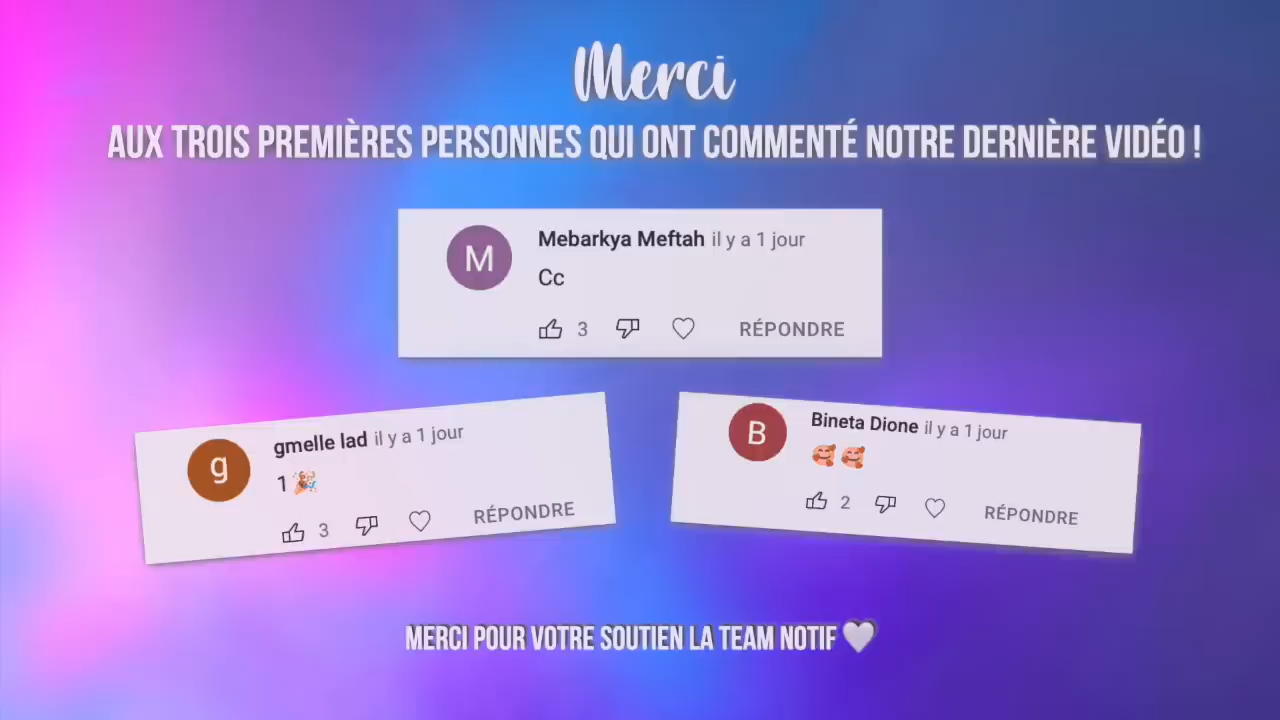 Merci
AUX TROIS PREMIÈRES PERSONNES QUI ONT COMMENTÉ NOTRE DERNIÈRE VIDÉO !
M
Mebarkya Meftah il y a 1 jour
Cc
3 RÉPONDRE
g
gmelle lad il y a 1 jour
1 🎉
3 RÉPONDRE
B
Bineta Dione il y a 1 jour
🥰🥰
2 RÉPONDRE
MERCI POUR VOTRE SOUTIEN LA TEAM NOTIF 🤍